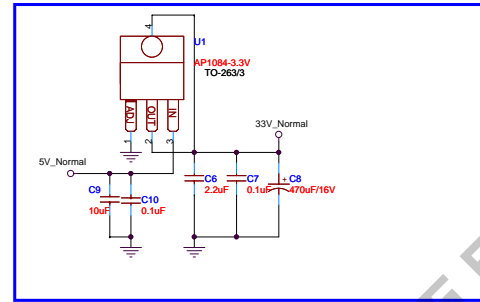 4
U1
AP1084-3.3V
TO-263/3
ADJ
OUT
IN
1
2
3
33V_Normal
5V_Normal
C9
10uF
C10
0.1uF
C6
2.2uF
C7
0.1uF
+
C8
470uF/16V